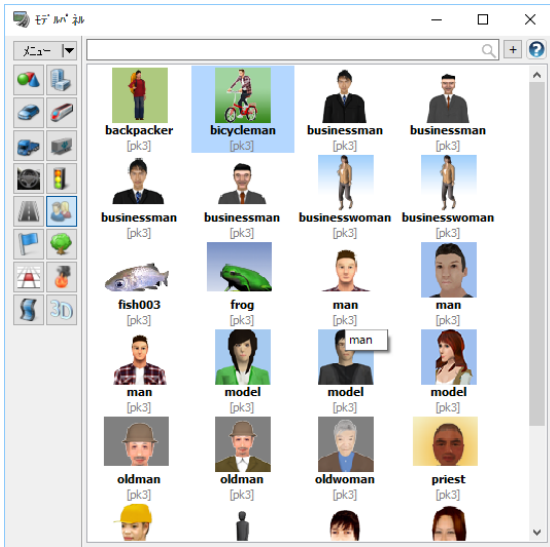 モデルパネル
メニュー
+
?
backpacker bicycleman businessman businessman
[pk3] [pk3] [pk3] [pk3]
businessman businessman businesswoman businesswoman
[pk3] [pk3] [pk3] [pk3]
fish003 frog man man
[pk3] [pk3] [pk3] [pk3]
man
man model model model
[pk3] [pk3] [pk3] [pk3]
oldman oldman oldwoman priest
[pk3] [pk3] [pk3] [pk3]
3D